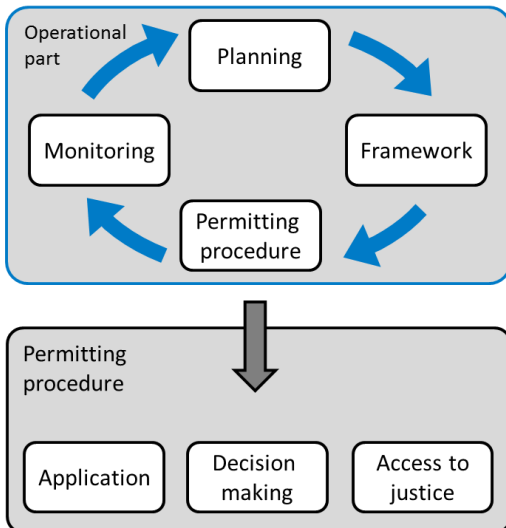 Operational
part
Planning
Monitoring
Framework
Permitting
procedure
Permitting
procedure
Application
Decision
making
Access to
justice